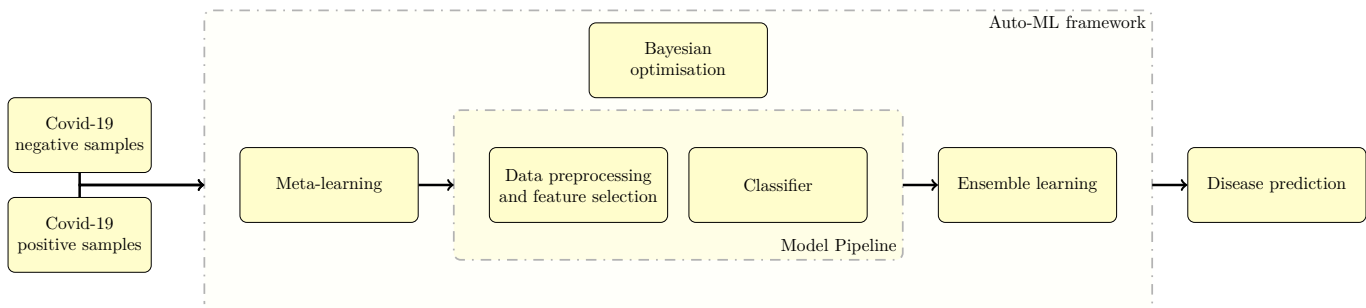 Auto-ML framework
Bayesian
optimisation
Covid-19
negative samples
Covid-19
positive samples
Meta-learning
Data preprocessing
and feature selection
Classifier
Model Pipeline
Ensemble learning
Disease prediction